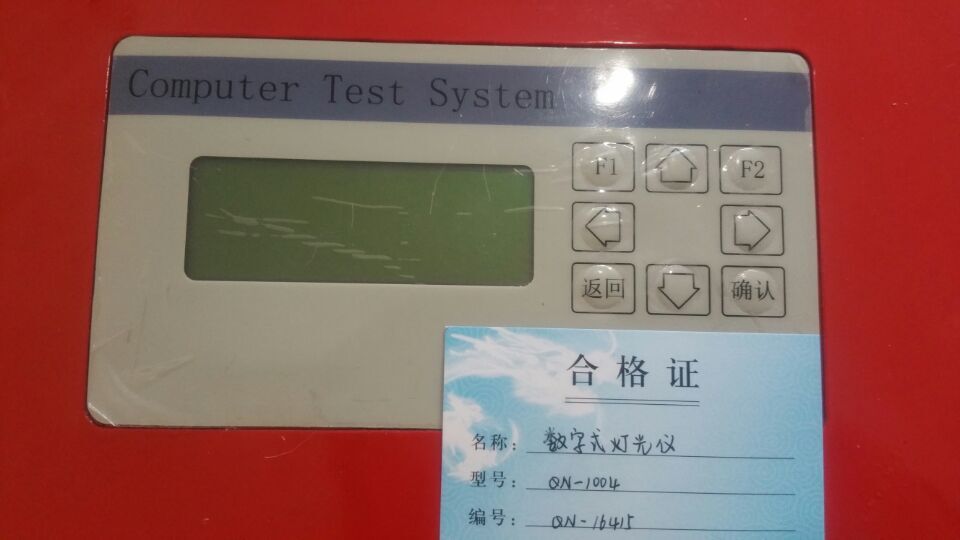 Computer Test System
F1
F2
返回
确认
合格证
名称: 数字式灯光仪
型号: QN-1004
编号: QN-16415